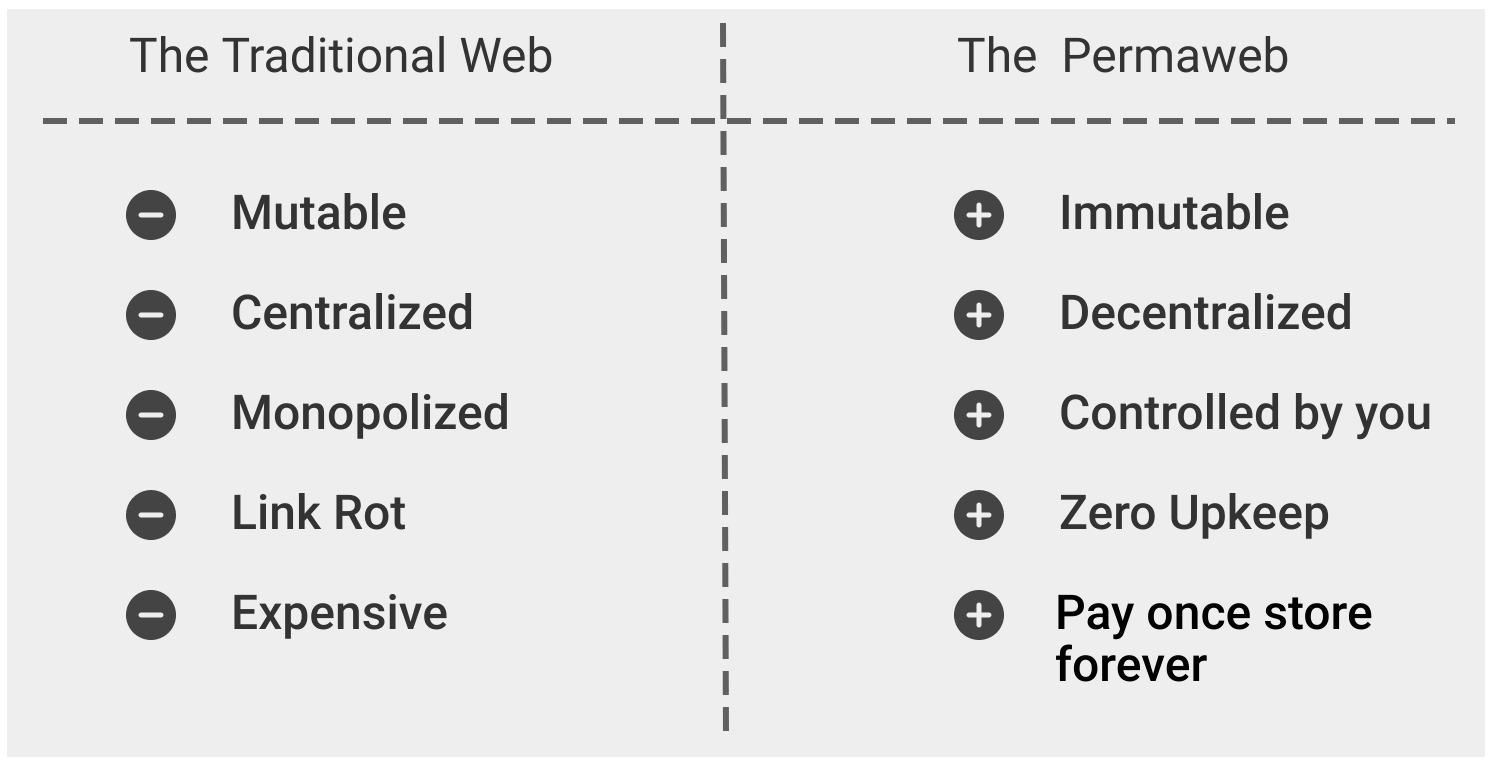 The Traditional Web
The Permaweb
Mutable
Centralized
Monopolized
Link Rot
Expensive
Immutable
Decentralized
Controlled by you
Zero Upkeep
Pay once store
forever